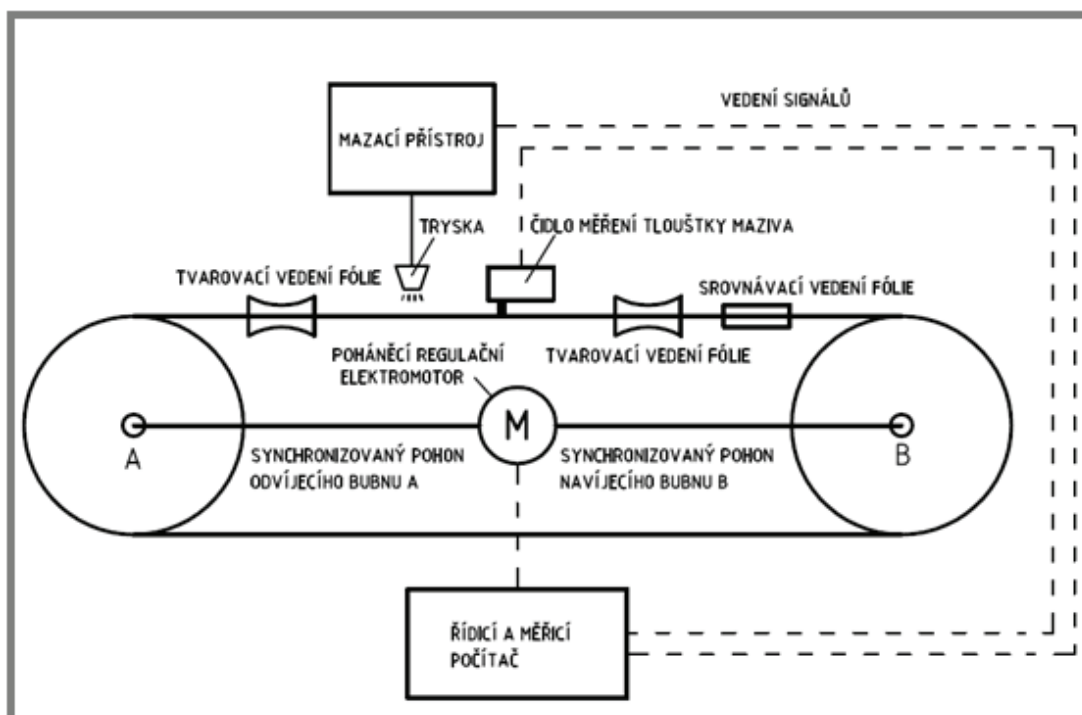 VEDENÍ SIGNÁLŮ
MAZACÍ PŘÍSTROJ
TRYSKA
ČIDLO MĚŘENÍ TLOUŠTKY MAZIVA
TVAROVACÍ VEDENÍ FÓLIE
SROVNÁVACÍ VEDENÍ FÓLIE
POHÁNĚCÍ REGULAČNÍ
ELEKTROMOTOR
TVAROVACÍ VEDENÍ FÓLIE
M
A
B
SYNCHRONIZOVANÝ POHON
ODVÍJECÍHO BUBNU A
SYNCHRONIZOVANÝ POHON
NAVÍJECÍHO BUBNU B
ŘÍDICÍ A MĚŘICÍ
POČÍTAČ